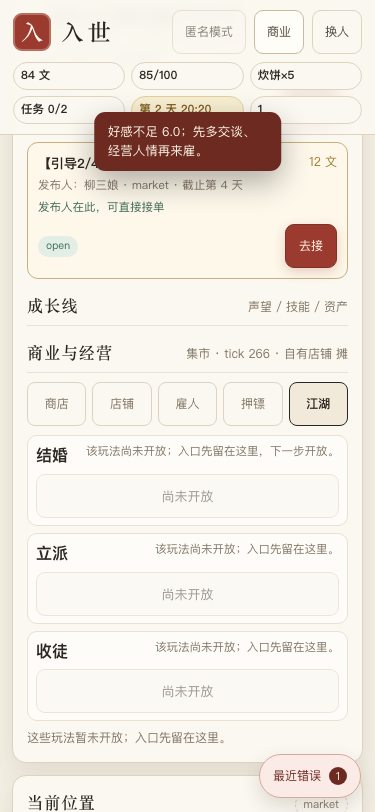 入 入世 匿名模式 商业 换人
84 文 85/100 炊饼×5
任务 0/2 第 2 天 20:20 1
好感不足 6.0；先多交谈、
经营人情再来雇。
【引导2/4 12 文
发布人：柳三娘 · market · 截止第 4 天
发布人在此，可直接接单
open 去接
成长线 声望 / 技能 / 资产
商业与经营 集市 · tick 266 · 自有店铺 摊
商店 店铺 雇人 押镖 江湖
结婚 该玩法尚未开放；入口先留在这里，下一步开放。
尚未开放
立派 该玩法尚未开放；入口先留在这里。
尚未开放
收徒 该玩法尚未开放；入口先留在这里。
尚未开放
这些玩法暂未开放；入口先留在这里。
最近错误 1
当前位置 market